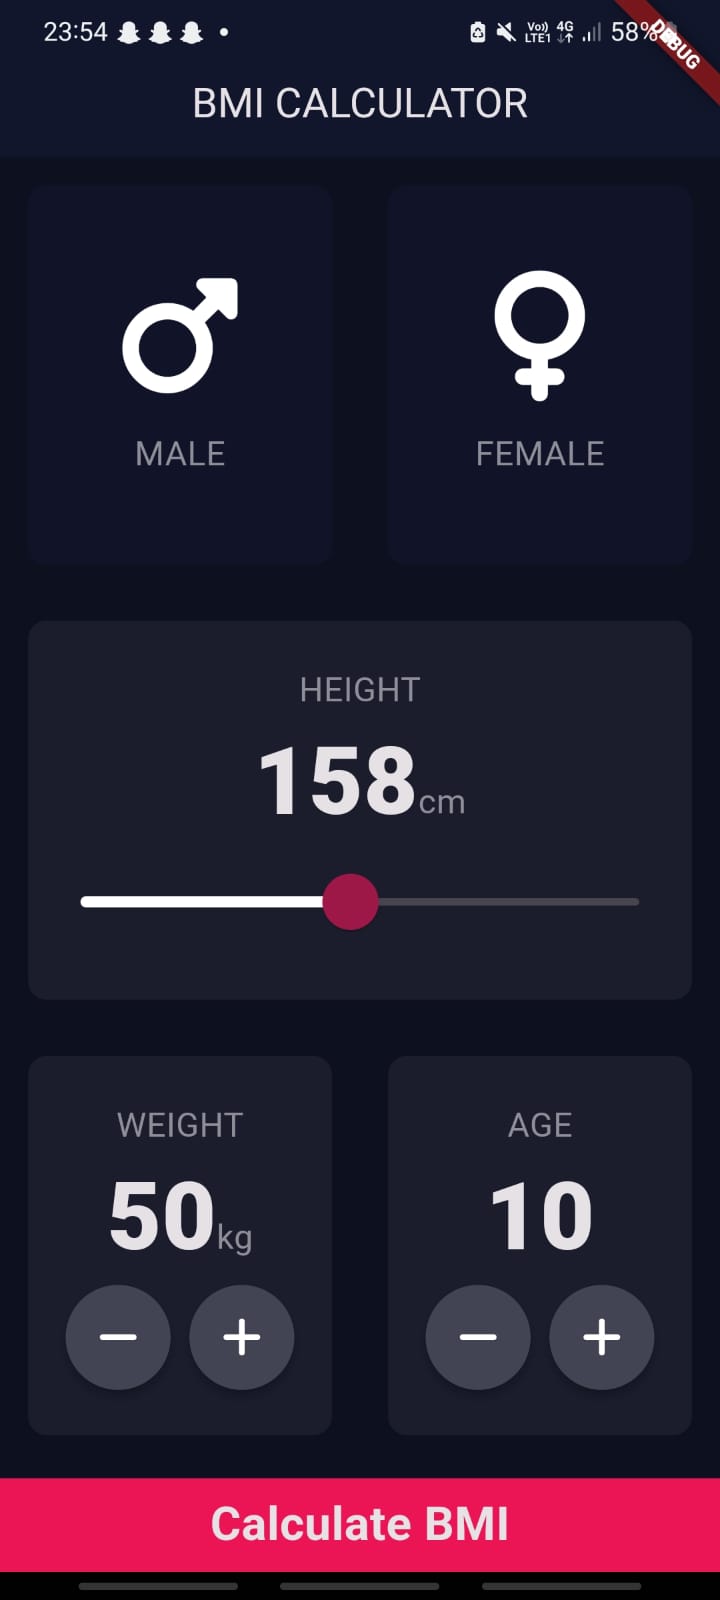 23:54 Vo)) LTE1 4G 58%
DEBUG
BMI CALCULATOR
MALE FEMALE
HEIGHT
158cm
WEIGHT AGE
50kg 10
− + − +
Calculate BMI